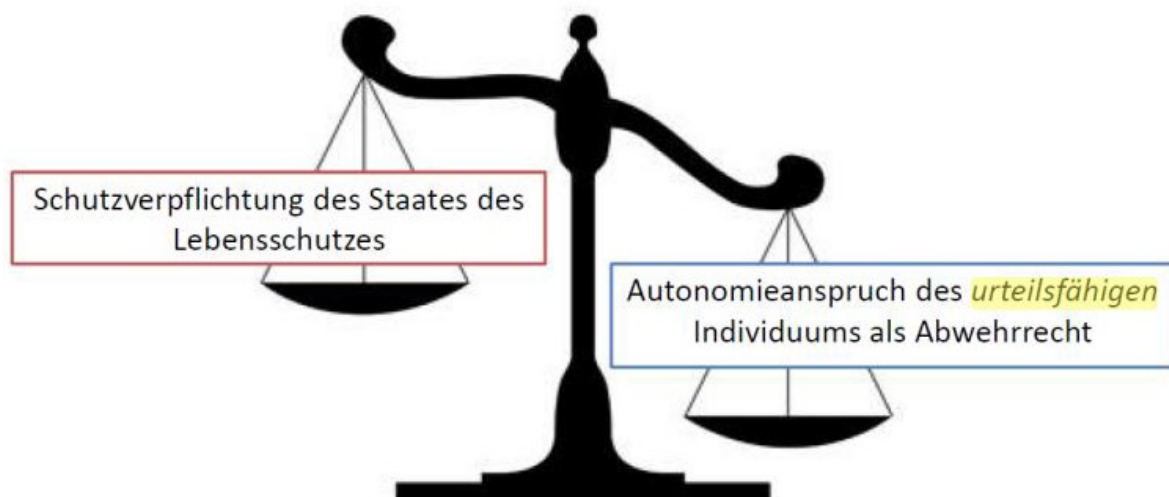 Schutzverpflichtung des Staates des
Lebensschutzes
Autonomieanspruch des urteilsfähigen
Individuums als Abwehrrecht